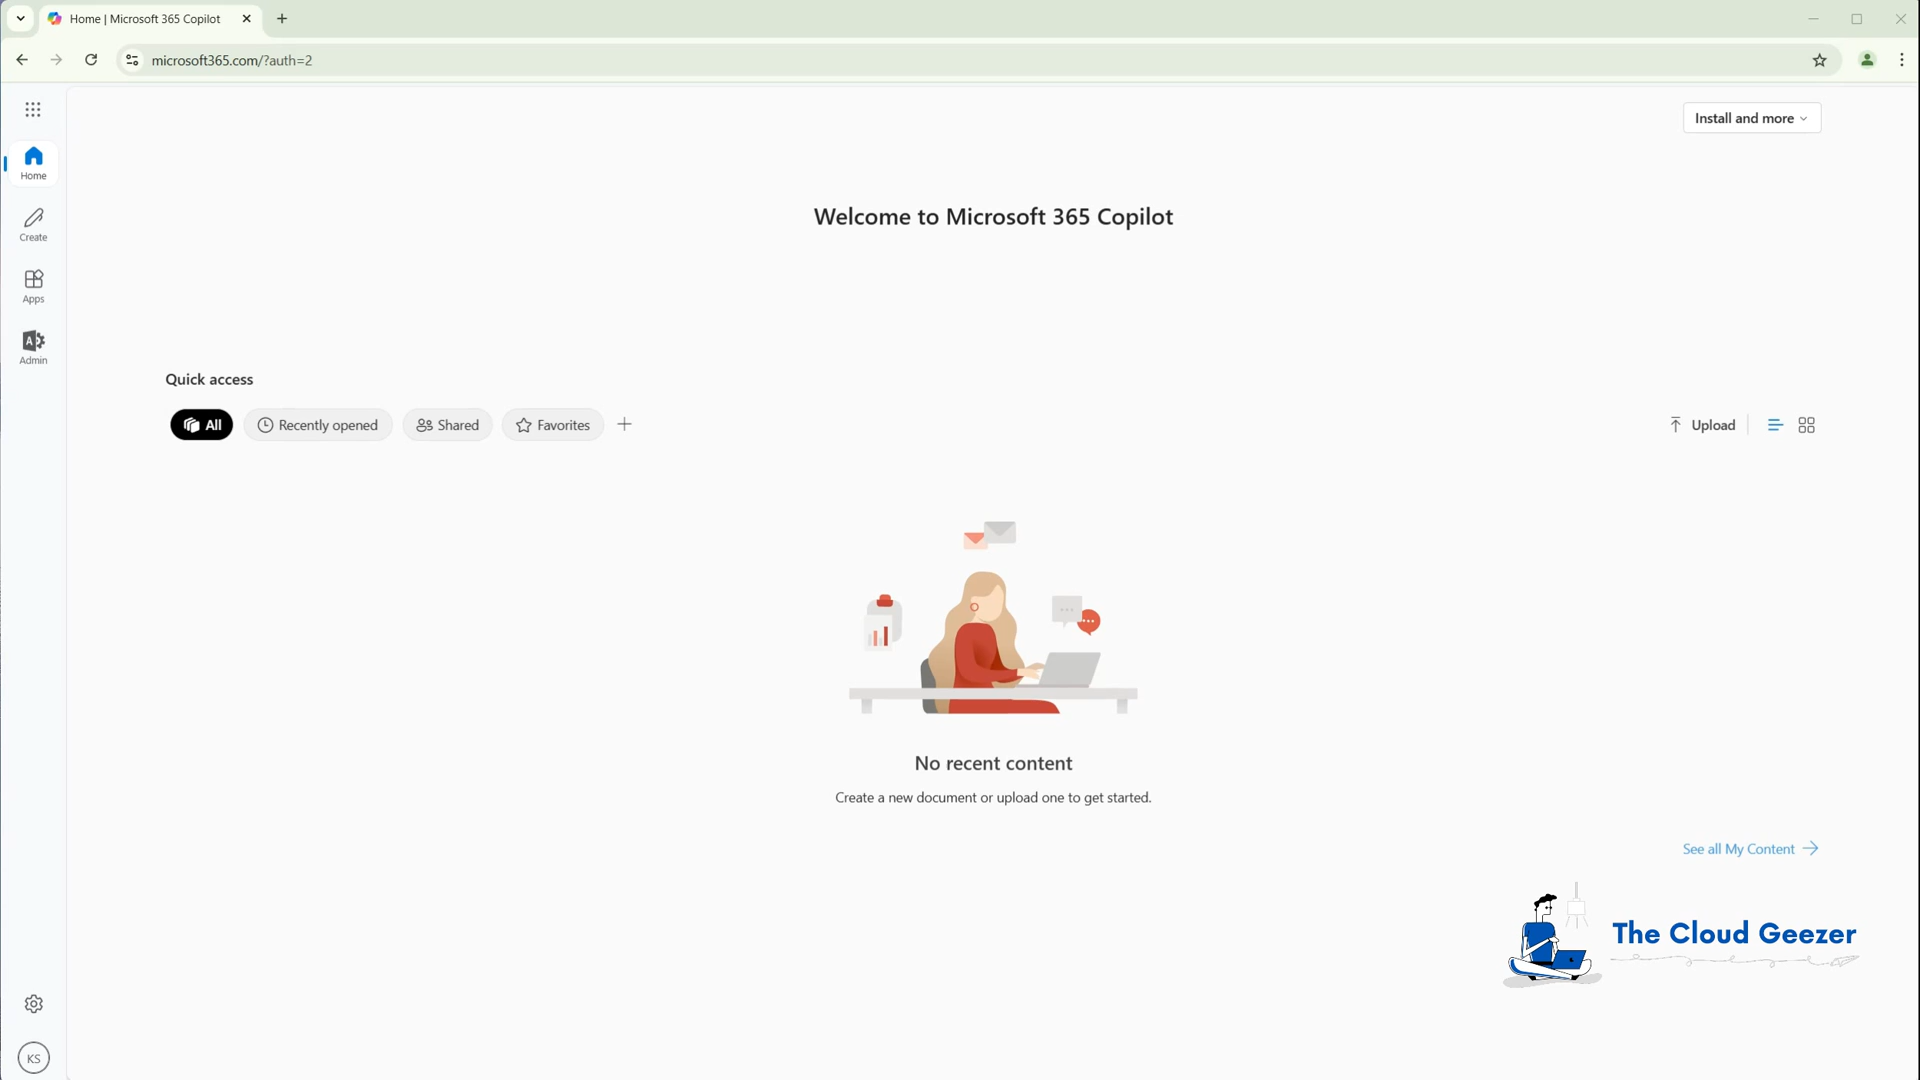 Home | Microsoft 365 Copilot
microsoft365.com/?auth=2
Install and more
Home
Welcome to Microsoft 365 Copilot
Create
Apps
Admin
Quick access
All
Recently opened
Shared
Favorites
Upload
No recent content
Create a new document or upload one to get started.
See all My Content
The Cloud Geezer
KS